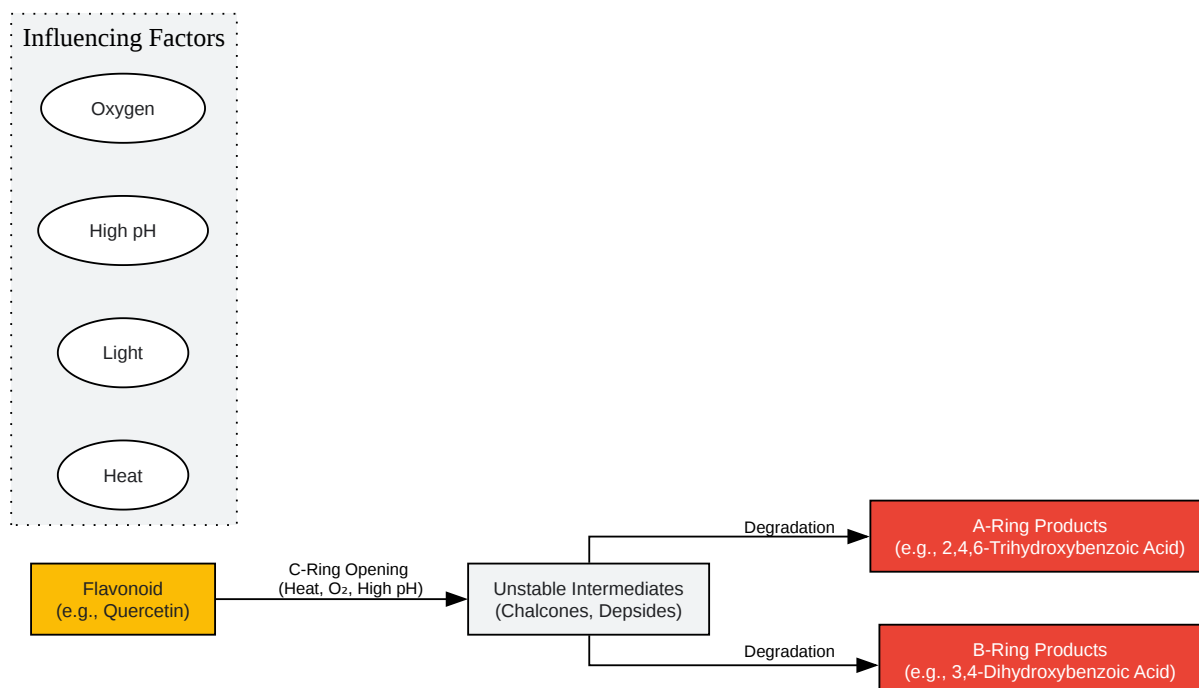 Influencing Factors
Oxygen
High pH
Light
Heat
Flavonoid
(e.g., Quercetin)
C-Ring Opening
(Heat, O₂, High pH)
Unstable Intermediates
(Chalcones, Depsides)
Degradation
A-Ring Products
(e.g., 2,4,6-Trihydroxybenzoic Acid)
Degradation
B-Ring Products
(e.g., 3,4-Dihydroxybenzoic Acid)